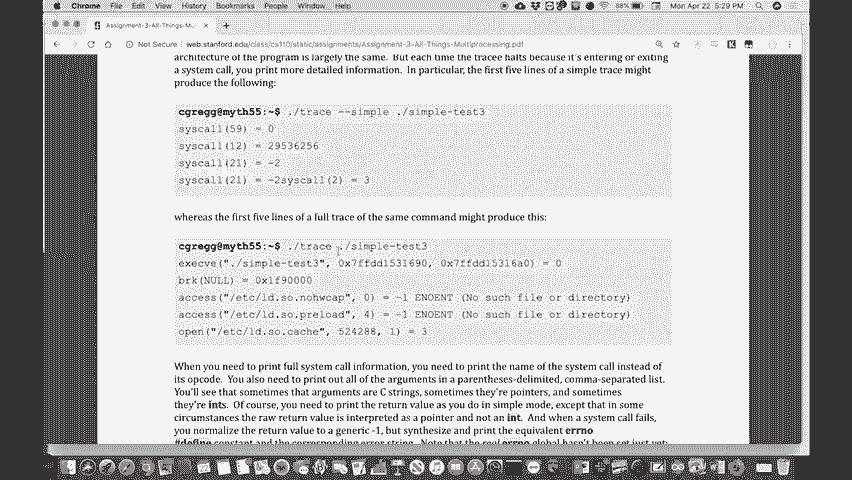 Chrome File Edit View History Bookmarks People Window Help 88% Mon Apr 22 5:29 PM
Assignment-3-All-Things-Mu
Not Secure web.stanford.edu/class/cs110/static/assignments/Assignment-3-All-Things-Multiprocessing.pdf
architecture of the program is largely the same. But each time the tracee halts because it's entering or exiting
a system call, you print more detailed information. In particular, the first five lines of a simple trace might
produce the following:
cgregg@myth55:~$ ./trace --simple ./simple-test3
syscall(59) = 0
syscall(12) = 29536256
syscall(21) = -2
syscall(21) = -2syscall(2) = 3
whereas the first five lines of a full trace of the same command might produce this:
cgregg@myth55:~$ ./trace ./simple-test3
execve("./simple-test3", 0x7ffdd1531690, 0x7ffdd15316a0) = 0
brk(NULL) = 0x1f90000
access("/etc/ld.so.nohwcap", 0) = -1 ENOENT (No such file or directory)
access("/etc/ld.so.preload", 4) = -1 ENOENT (No such file or directory)
open("/etc/ld.so.cache", 524288, 1) = 3
When you need to print full system call information, you need to print the name of the system call instead of
its opcode. You also need to print out all of the arguments in a parentheses-delimited, comma-separated list.
You'll see that sometimes that arguments are C strings, sometimes they're pointers, and sometimes
they're ints. Of course, you need to print the return value as you do in simple mode, except that in some
circumstances the raw return value is interpreted as a pointer and not an int. And when a system call fails,
you normalize the return value to a generic -1, but synthesize and print the equivalent errno
#define constant and the corresponding error string. Note that the real errno global hasn't been set just yet;